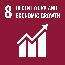 8 DECENT WORK AND
ECONOMIC GROWTH